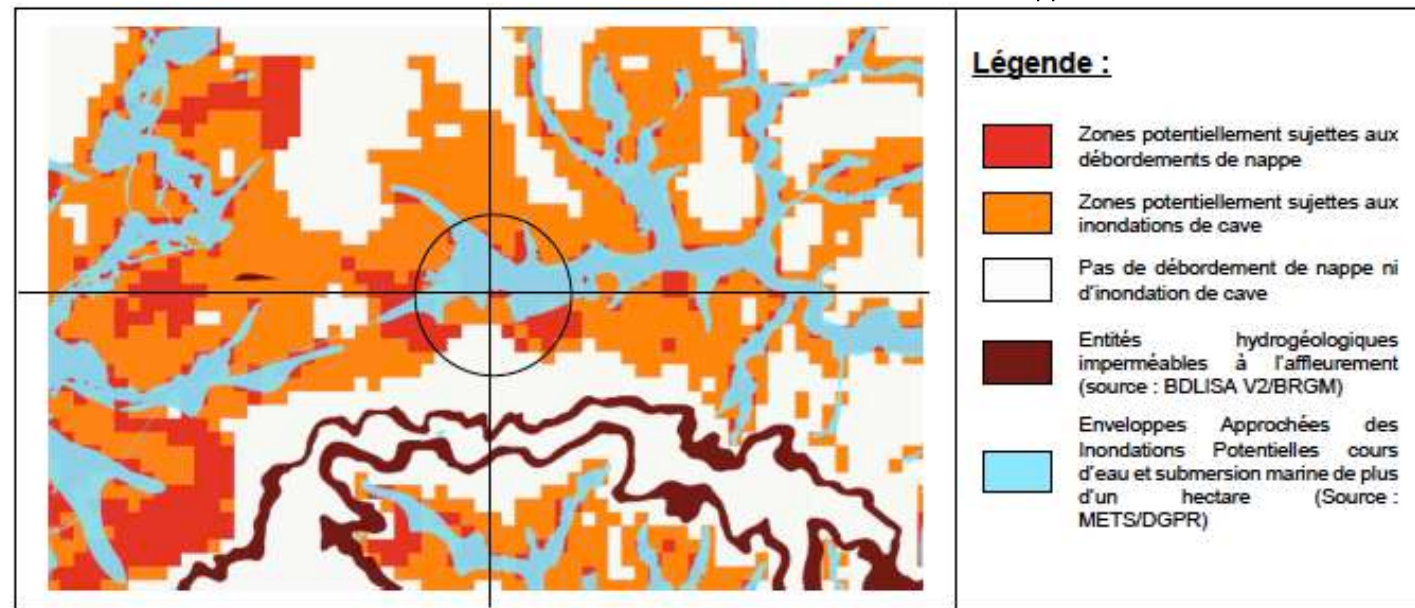 Légende :
Zones potentiellement sujettes aux
débordements de nappe
Zones potentiellement sujettes aux
inondations de cave
Pas de débordement de nappe ni
d'inondation de cave
Entités hydrogéologiques
imperméables à l'affleurement
(source : BDLISA V2/BRGM)
Enveloppes Approchées des
Inondations Potentielles cours
d'eau et submersion marine de plus
d'un hectare (Source :
METS/DGPR)